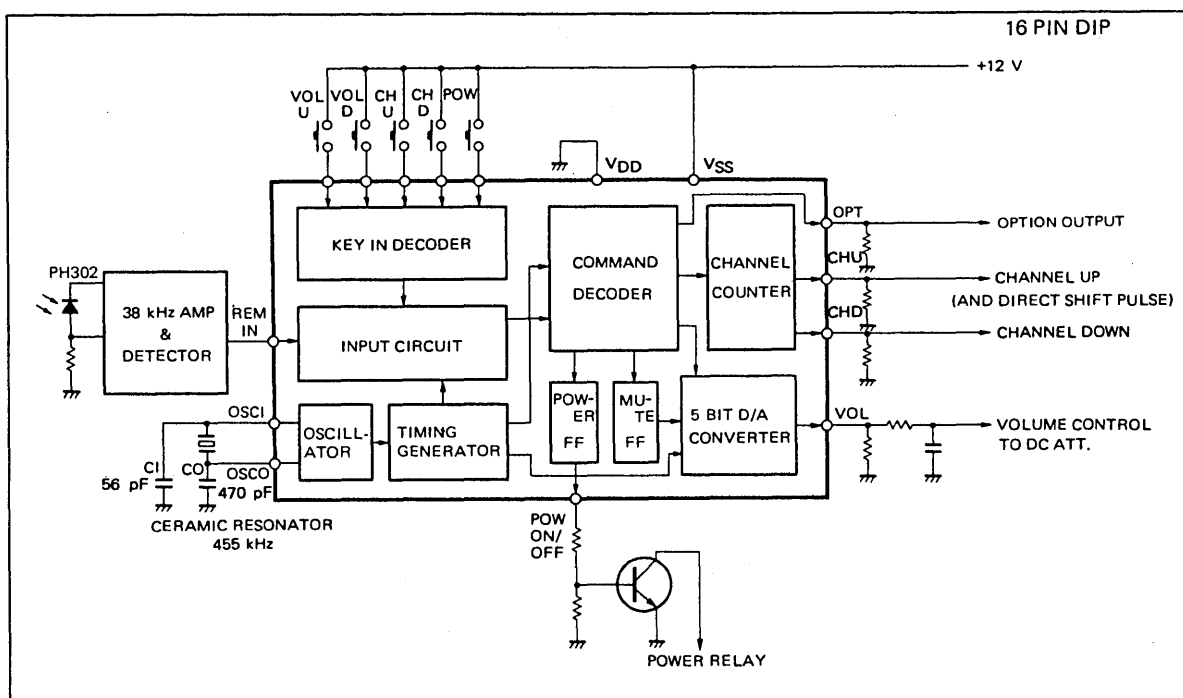 16 PIN DIP
+12 V
VOL U
VOL D
CH U
CH D
POW
VDD
VSS
KEY IN DECODER
COMMAND
DECODER
CHANNEL
COUNTER
OPT
OPTION OUTPUT
CHU
CHANNEL UP
(AND DIRECT SHIFT PULSE)
CHD
CHANNEL DOWN
PH302
38 kHz AMP
&
DETECTOR
REM
IN
INPUT CIRCUIT
OSCI
OSCILL-
ATOR
TIMING
GENERATOR
POW-
ER
FF
MU-
TE
FF
5 BIT D/A
CONVERTER
VOL
VOLUME CONTROL
TO DC ATT.
CI
56 pF
CO
OSCO
470 pF
CERAMIC RESONATOR
455 kHz
POW
ON/
OFF
POWER RELAY